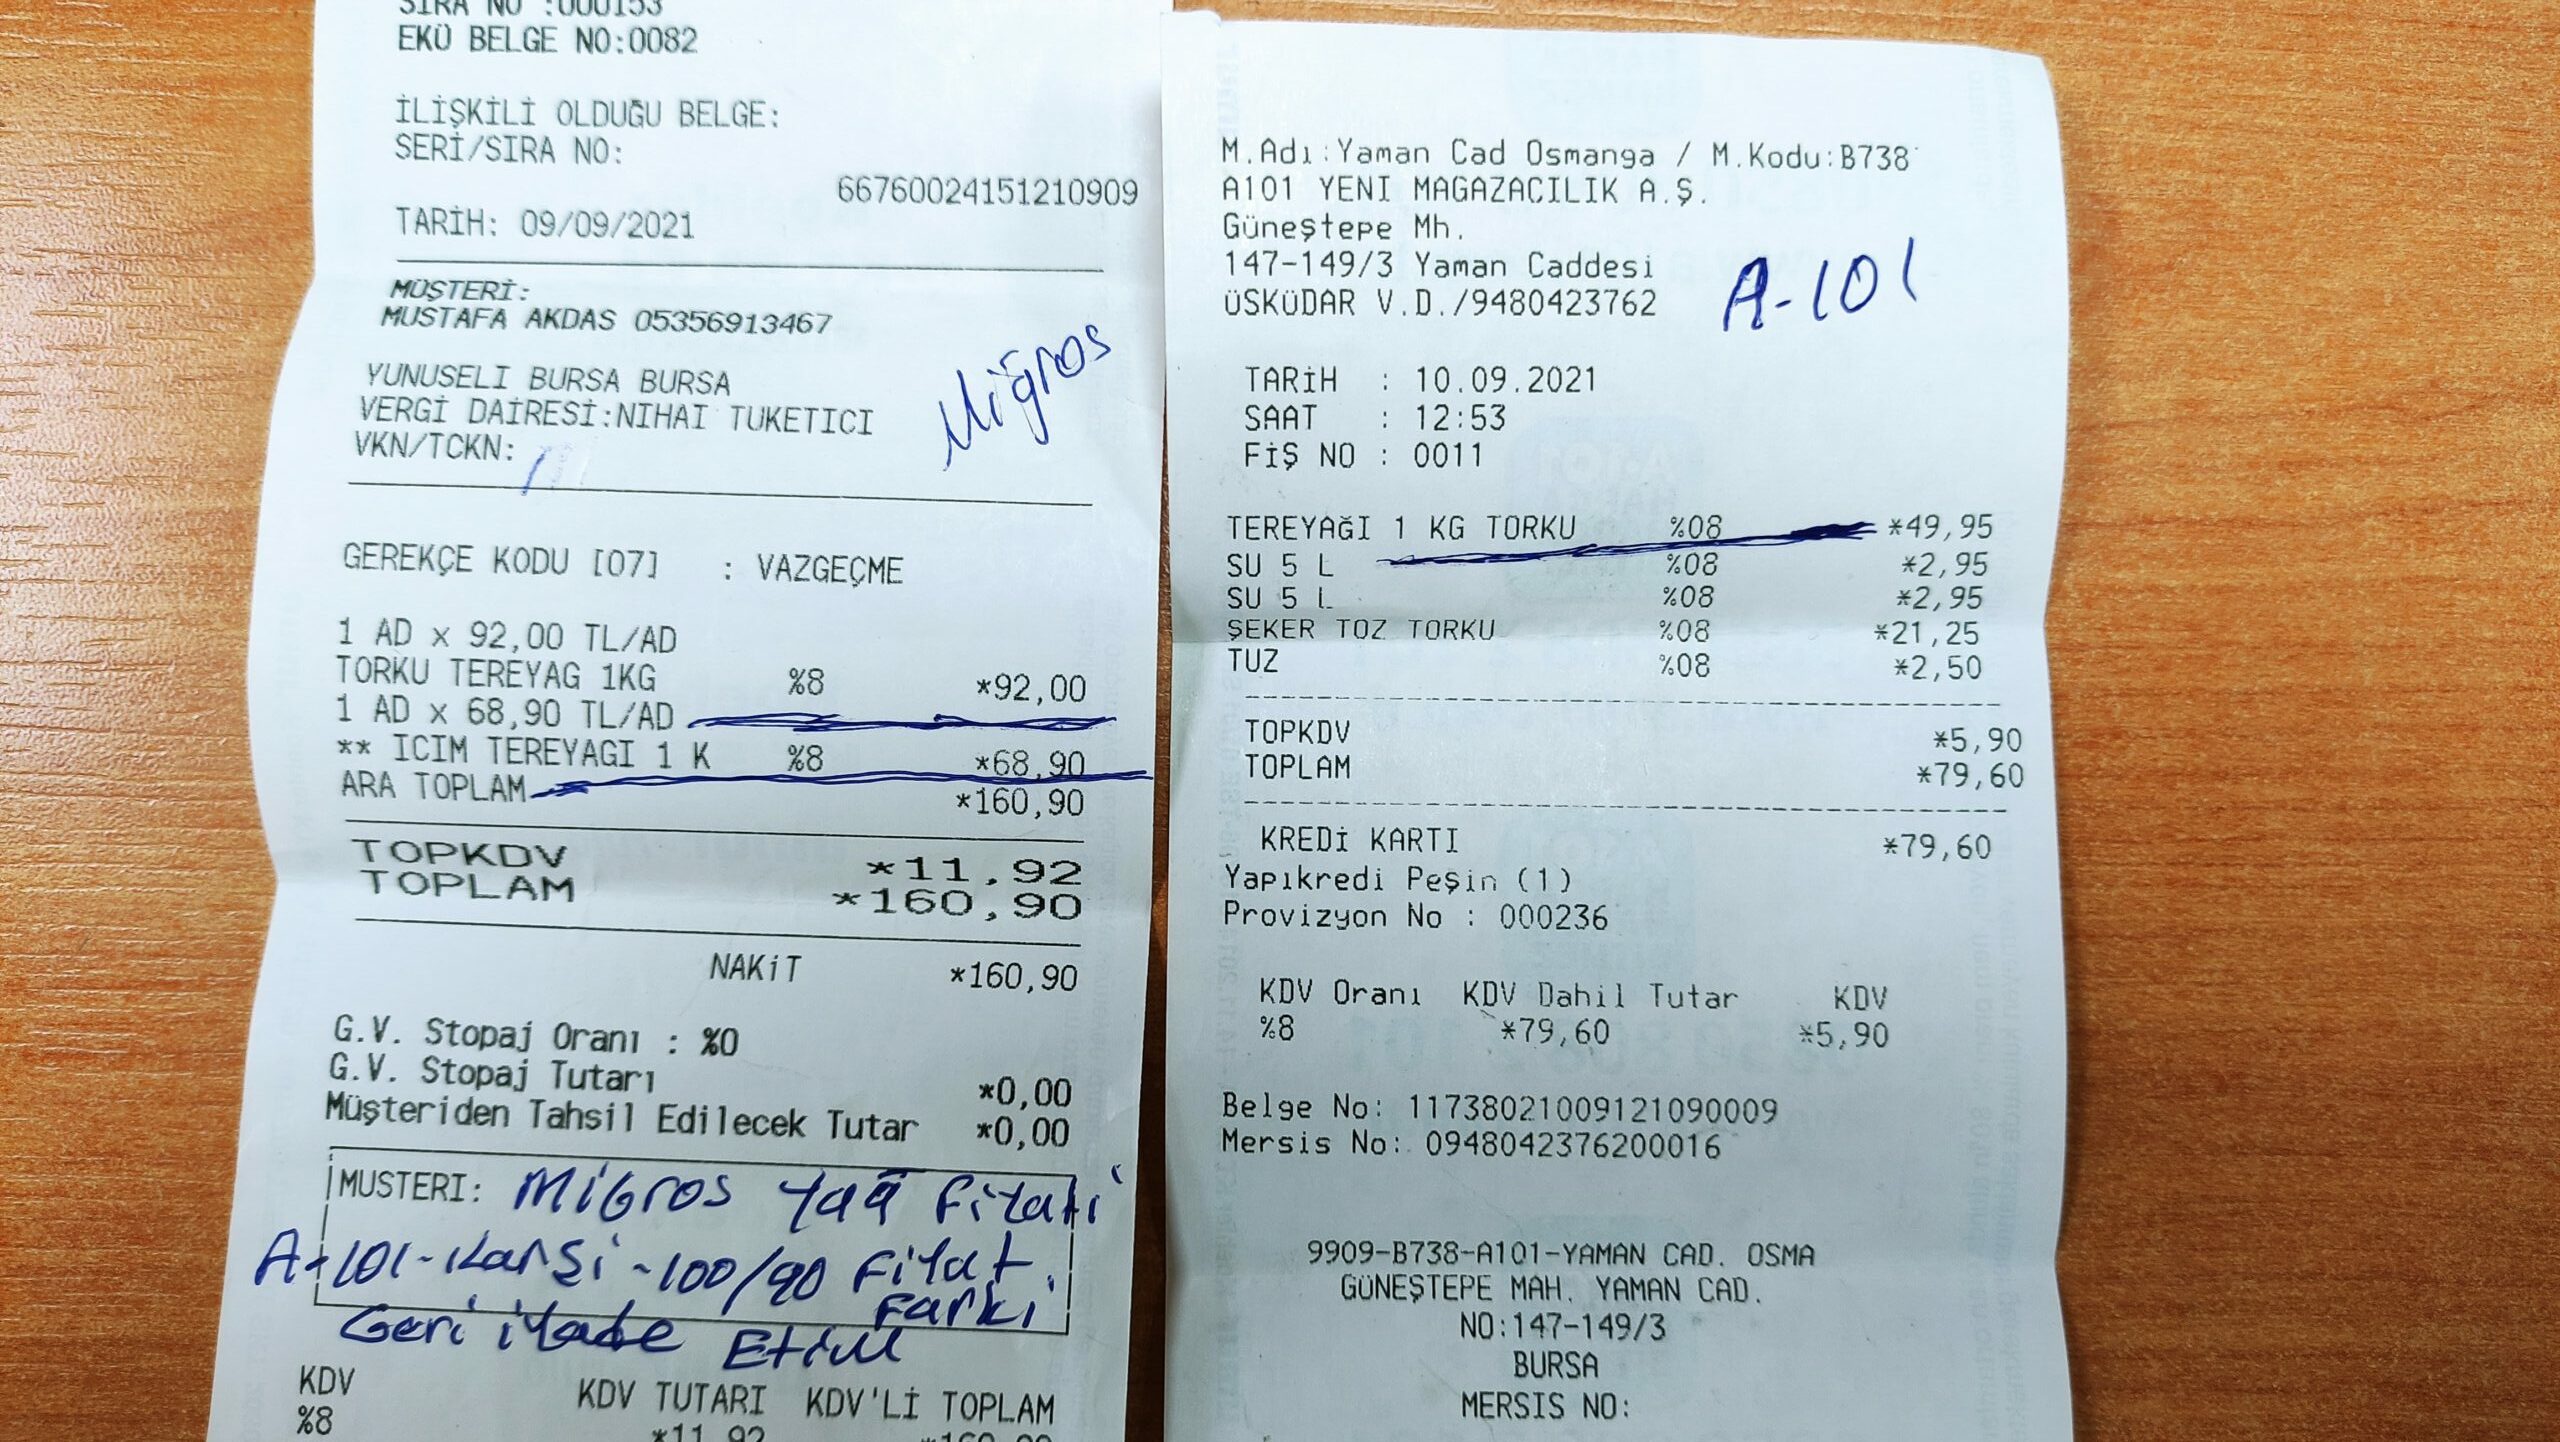 SIRA NO :000153
EKÜ BELGE NO:0082
İLİŞKİLİ OLDUĞU BELGE:
SERİ/SIRA NO:
66760024151210909
TARİH: 09/09/2021
MÜŞTERİ:
MUSTAFA AKDAS 05356913467
Migros
YUNUSELI BURSA BURSA
VERGİ DAİRESİ:NIHAI TUKETICI
VKN/TCKN:
GEREKÇE KODU [07] : VAZGEÇME
1 AD x 92,00 TL/AD
TORKU TEREYAG 1KG %8 *92,00
1 AD x 68,90 TL/AD
** ICIM TEREYAGI 1 K %8 *68,90
ARA TOPLAM *160,90
TOPKDV *11,92
TOPLAM *160,90
NAKİT *160,90
G.V. Stopaj Oranı : %0
G.V. Stopaj Tutarı *0,00
Müşteriden Tahsil Edilecek Tutar *0,00
MUSTERI: MiGros Yağ Fiyati
A-101-Karşi-100/90 Fiyat
Farki
Geri iyade Etim
KDV KDV TUTARI KDV'Lİ TOPLAM
%8 *11,92 *160,90
M.Adı:Yaman Cad Osmanga / M.Kodu:B738
A101 YENİ MAGAZACILIK A.Ş.
Güneştepe Mh.
147-149/3 Yaman Caddesi
ÜSKÜDAR V.D./9480423762
A-101
TARİH : 10.09.2021
SAAT : 12:53
FİŞ NO : 0011
TEREYAĞI 1 KG TORKU %08 *49,95
SU 5 L %08 *2,95
SU 5 L %08 *2,95
ŞEKER TOZ TORKU %08 *21,25
TUZ %08 *2,50
TOPKDV *5,90
TOPLAM *79,60
KREDİ KARTI *79,60
Yapıkredi Peşin (1)
Provizyon No : 000236
KDV Oranı KDV Dahil Tutar KDV
%8 *79,60 *5,90
Belge No: 11738021009121090009
Mersis No: 0948042376200016
9909-B738-A101-YAMAN CAD. OSMA
GÜNEŞTEPE MAH. YAMAN CAD.
NO:147-149/3
BURSA
MERSIS NO: